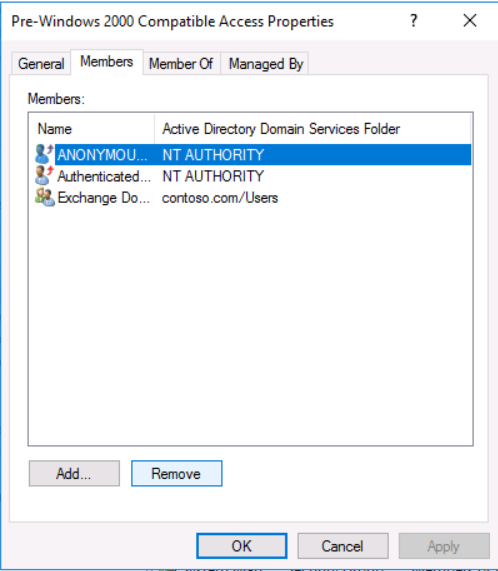 Pre-Windows 2000 Compatible Access Properties ?
General Members Member Of Managed By
Members:
Name Active Directory Domain Services Folder
ANONYMOU... NT AUTHORITY
Authenticated... NT AUTHORITY
Exchange Do... contoso.com/Users
Add... Remove
OK Cancel Apply